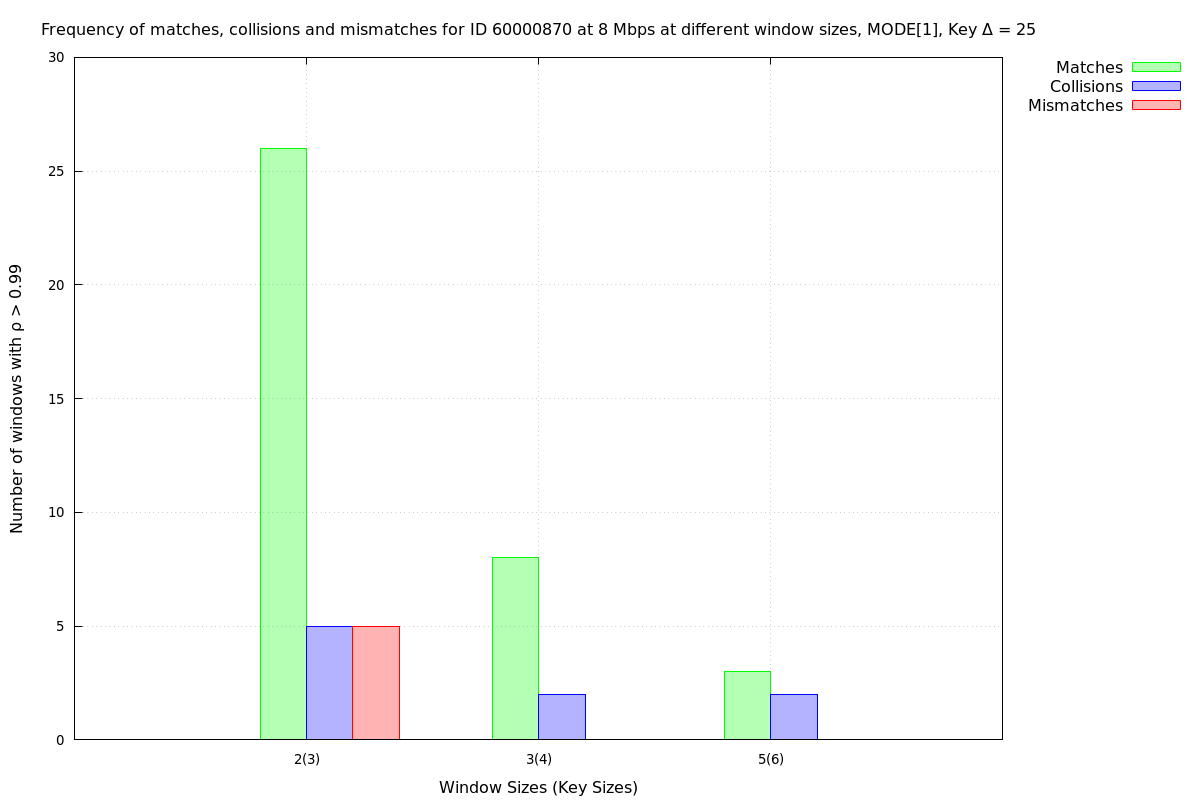 Frequency of matches, collisions and mismatches for ID 60000870 at 8 Mbps at different window sizes, MODE[1], Key Δ = 25
Matches
Collisions
Mismatches
Number of windows with ρ > 0.99
30
25
20
15
10
5
0
2(3) 3(4) 5(6)
Window Sizes (Key Sizes)